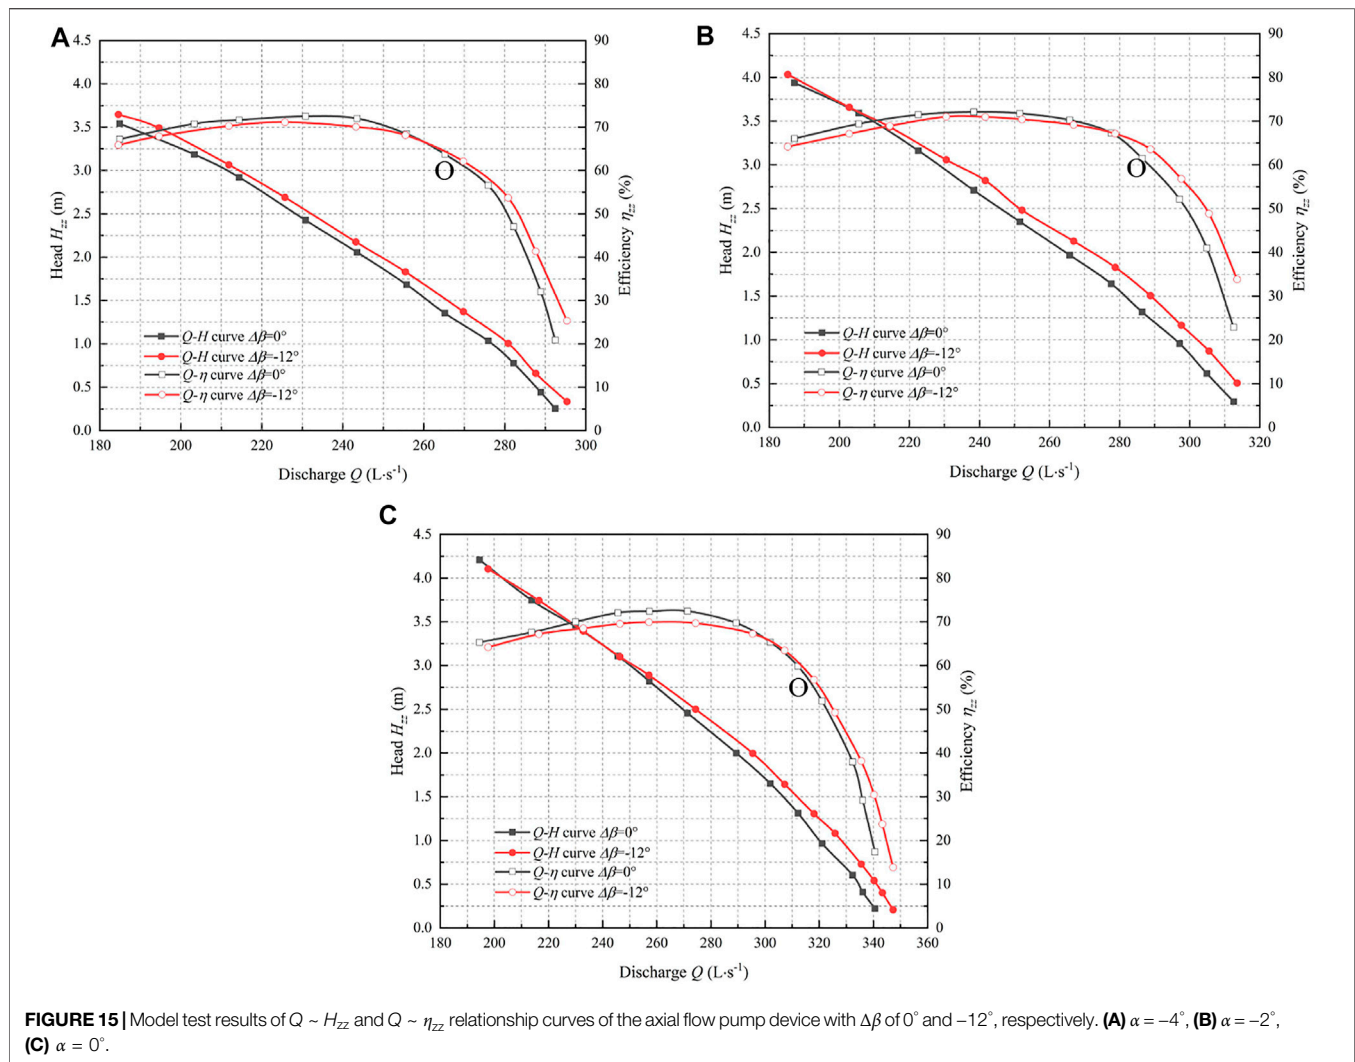 A
4.5
4.0
3.5
3.0
2.5
2.0
1.5
1.0
0.5
0.0
Head Hzz (m)
90
80
70
60
50
40
30
20
10
0
Efficiency ηzz (%)
O
Q-H curve Δβ=0°
Q-H curve Δβ=-12°
Q-η curve Δβ=0°
Q-η curve Δβ=-12°
180 200 220 240 260 280 300
Discharge Q (L·s-1)
B
4.5
4.0
3.5
3.0
2.5
2.0
1.5
1.0
0.5
0.0
Head Hzz (m)
90
80
70
60
50
40
30
20
10
0
Efficiency ηzz (%)
O
Q-H curve Δβ=0°
Q-H curve Δβ=-12°
Q-η curve Δβ=0°
Q-η curve Δβ=-12°
180 200 220 240 260 280 300 320
Discharge Q (L·s-1)
C
4.5
4.0
3.5
3.0
2.5
2.0
1.5
1.0
0.5
0.0
Head Hzz (m)
90
80
70
60
50
40
30
20
10
0
Efficiency ηzz (%)
O
Q-H curve Δβ=0°
Q-H curve Δβ=-12°
Q-η curve Δβ=0°
Q-η curve Δβ=-12°
180 200 220 240 260 280 300 320 340 360
Discharge Q (L·s-1)
FIGURE 15 | Model test results of Q ~ Hzz and Q ~ ηzz relationship curves of the axial flow pump device with Δβ of 0° and −12°, respectively. (A) α = −4°, (B) α = −2°,
(C) α = 0°.